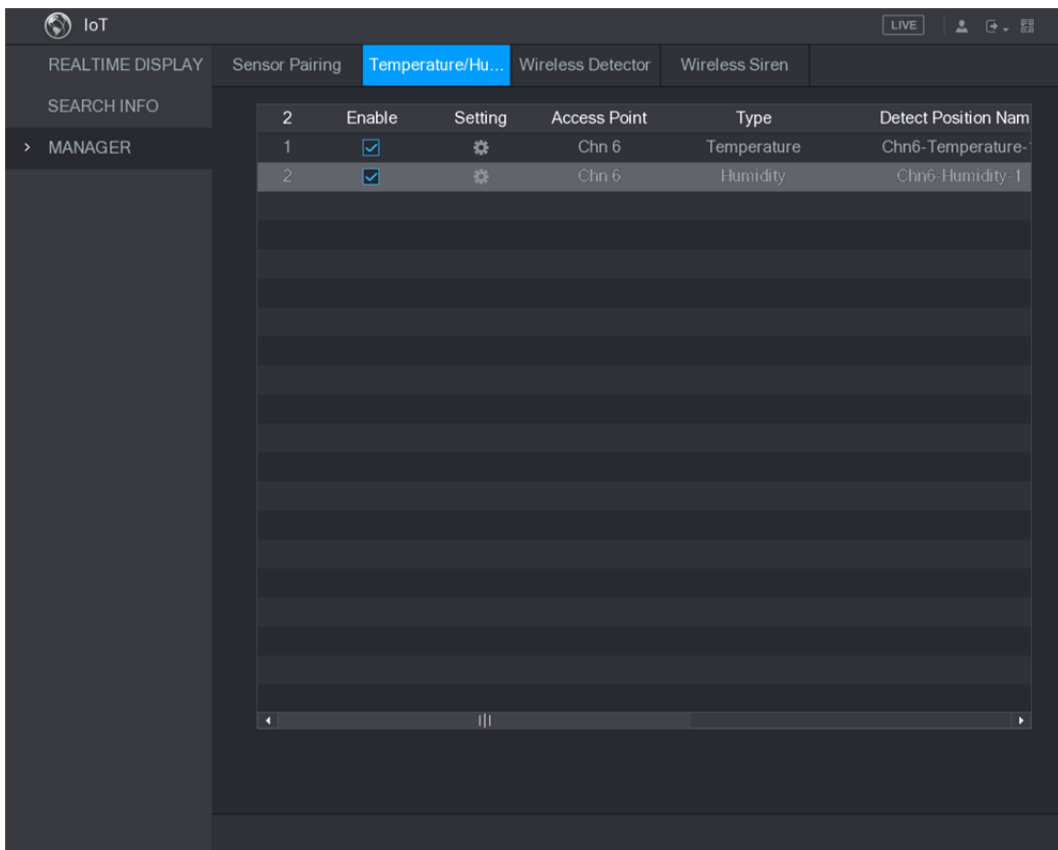 IoT
LIVE
REALTIME DISPLAY
SEARCH INFO
MANAGER
Sensor Pairing Temperature/Hu... Wireless Detector Wireless Siren
2 Enable Setting Access Point Type Detect Position Nam
1 Chn 6 Temperature Chn6-Temperature-
2 Chn 6 Humidity Chn6-Humidity-1